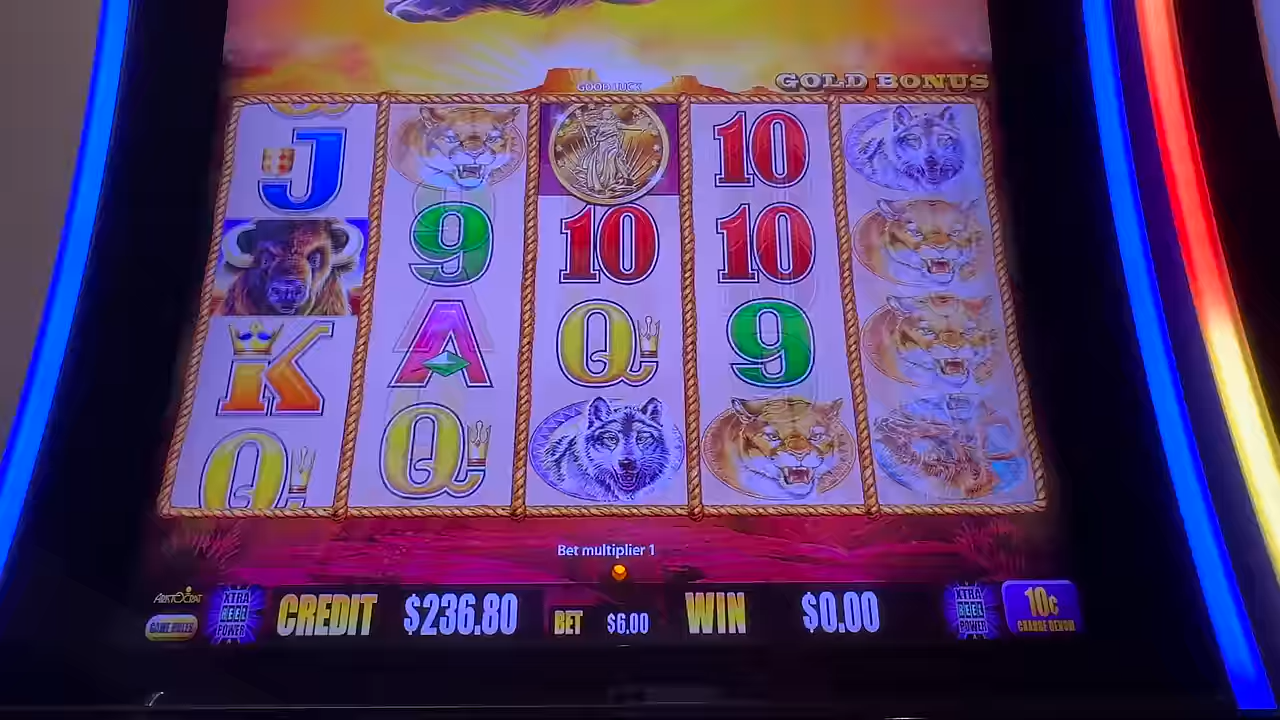 GOOD LUCK
GOLD BONUS
J
10
9
10
10
K
A
Q
9
Q
Q
Bet multiplier 1
ARISTOCRAT
GAME RULES
XTRA
REEL
POWER
CREDIT $236.80
BET $6.00
WIN $0.00
XTRA
REEL
POWER
10¢
CHANGE DENOM